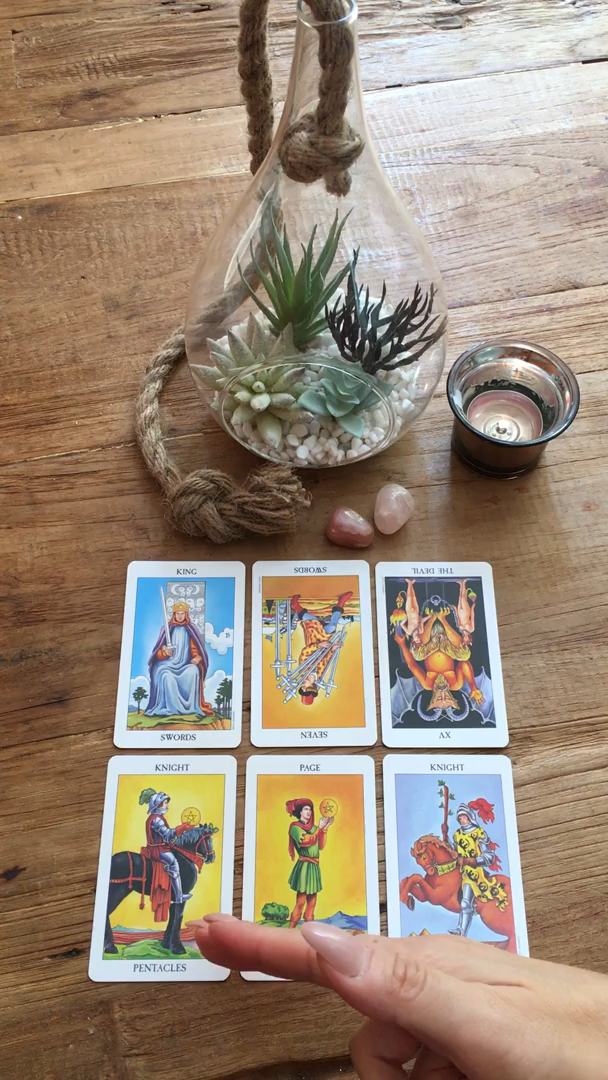 KING
SWORDS
SWORDS
SEVEN
THE DEVIL
XV
KNIGHT
PENTACLES
PAGE
KNIGHT